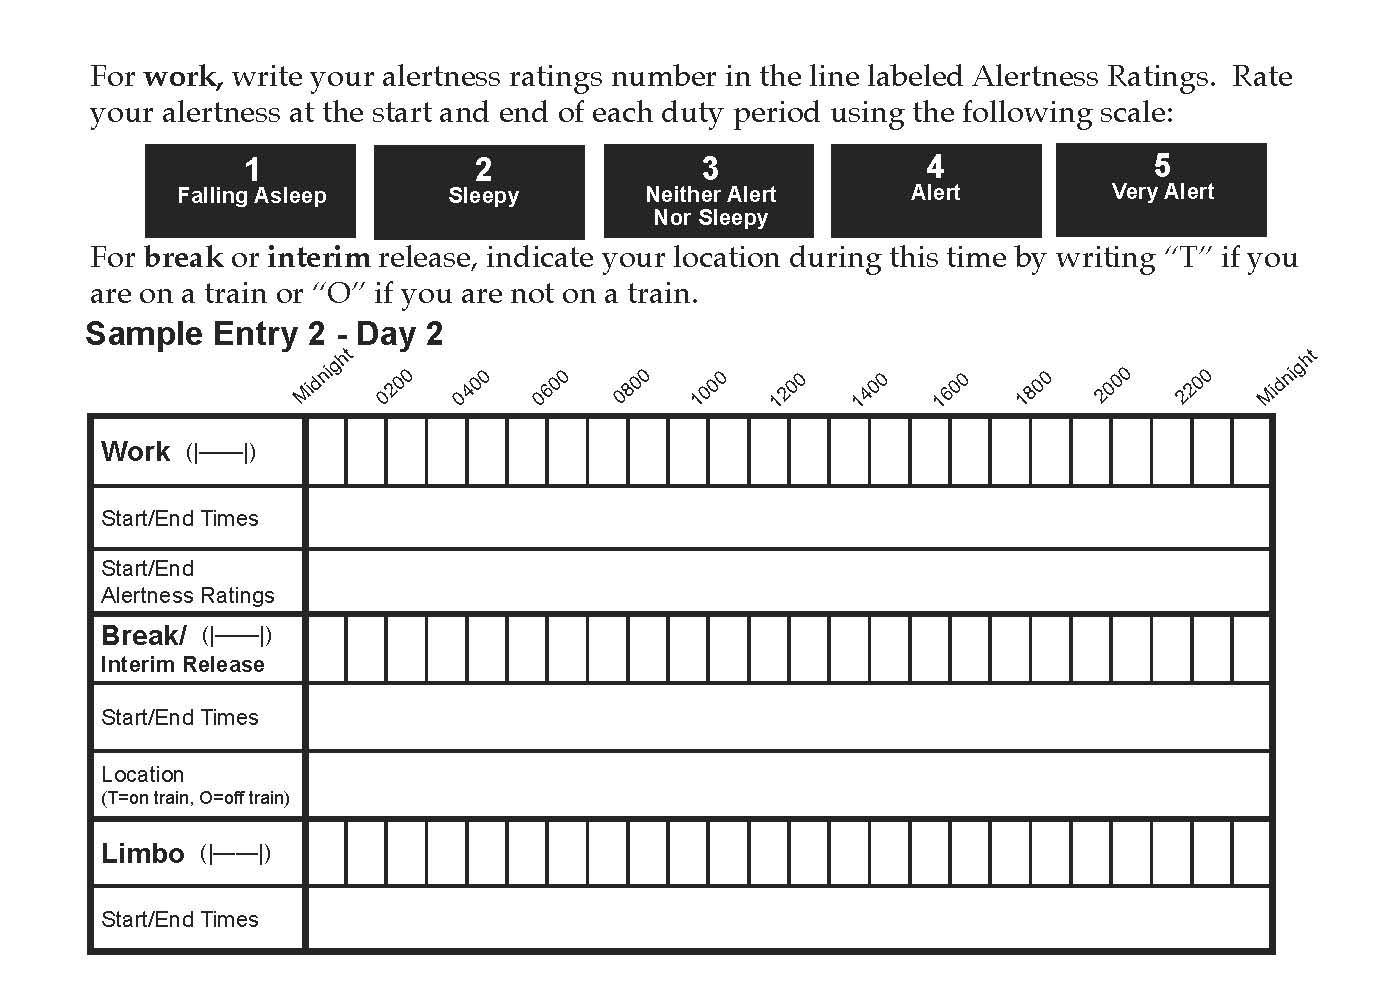 For work, write your alertness ratings number in the line labeled Alertness Ratings.  Rate
your alertness at the start and end of each duty period using the following scale:
1
Falling Asleep
2
Sleepy
3
Neither Alert
Nor Sleepy
4
Alert
5
Very Alert
For break or interim release, indicate your location during this time by writing “T” if you
are on a train or “O” if you are not on a train.
Sample Entry 2 - Day 2
Midnight 0200 0400 0600 0800 1000 1200 1400 1600 1800 2000 2200 Midnight
Work (|——|)
Start/End Times
Start/End
Alertness Ratings
Break/ (|——|)
Interim Release
Start/End Times
Location
(T=on train, O=off train)
Limbo (|——|)
Start/End Times